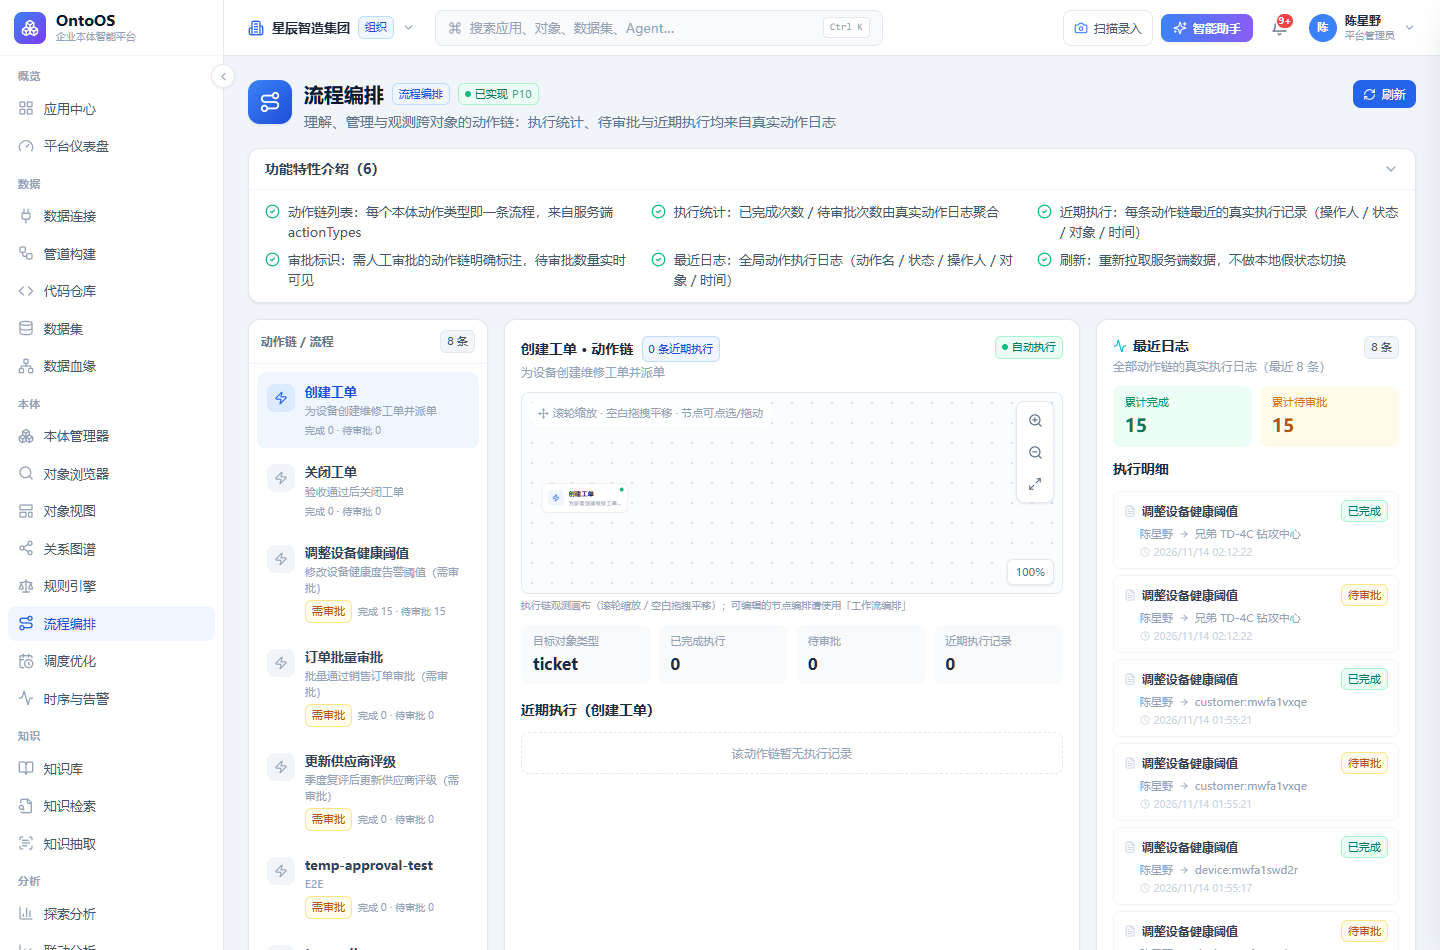 OntoOS
企业本体智能平台
概览
应用中心
平台仪表盘
数据
数据连接
管道构建
代码仓库
数据集
数据血缘
本体
本体管理器
对象浏览器
对象视图
关系图谱
规则引擎
流程编排
调度优化
时序与告警
知识
知识库
知识检索
知识抽取
分析
探索分析
星辰智造集团
组织
搜索应用、对象、数据集、Agent...
Ctrl K
扫描录入
智能助手
9+
陈
陈星野
平台管理员
流程编排
流程编排
已实现 P10
理解、管理与观测跨对象的动作链：执行统计、待审批与近期执行均来自真实动作日志
刷新
功能特性介绍（6）
动作链列表：每个本体动作类型即一条流程，来自服务端
actionTypes
执行统计：已完成次数 / 待审批次数由真实动作日志聚合
近期执行：每条动作链最近的真实执行记录（操作人 / 状态
/ 对象 / 时间）
审批标识：需人工审批的动作链明确标注，待审批数量实时
可见
最近日志：全局动作执行日志（动作名 / 状态 / 操作人 / 对
象 / 时间）
刷新：重新拉取服务端数据，不做本地假状态切换
动作链 / 流程
8 条
创建工单
为设备创建维修工单并派单
完成 0 · 待审批 0
关闭工单
验收通过后关闭工单
完成 0 · 待审批 0
调整设备健康阈值
修改设备健康度告警阈值（需审
批）
需审批
完成 15 · 待审批 15
订单批量审批
批量通过销售订单审批（需审
批）
需审批
完成 0 · 待审批 0
更新供应商评级
季度复评后更新供应商评级（需
审批）
需审批
完成 0 · 待审批 0
temp-approval-test
E2E
需审批
完成 0 · 待审批 0
创建工单 • 动作链
0 条近期执行
自动执行
为设备创建维修工单并派单
滚轮缩放 · 空白拖拽平移 · 节点可点选/拖动
创建工单
为设备创建维修工单...
100%
执行链观测画布（滚轮缩放 / 空白拖拽平移）；可编辑的节点编排请使用「工作流编排」
目标对象类型
ticket
已完成执行
0
待审批
0
近期执行记录
0
近期执行（创建工单）
该动作链暂无执行记录
最近日志
8 条
全部动作链的真实执行日志（最近 8 条）
累计完成
15
累计待审批
15
执行明细
调整设备健康阈值
已完成
陈星野 → 兄弟 TD-4C 钻攻中心
2026/11/14 02:12:22
调整设备健康阈值
待审批
陈星野 → 兄弟 TD-4C 钻攻中心
2026/11/14 02:12:22
调整设备健康阈值
已完成
陈星野 → customer:mwfa1vxqe
2026/11/14 01:55:21
调整设备健康阈值
待审批
陈星野 → customer:mwfa1vxqe
2026/11/14 01:55:21
调整设备健康阈值
已完成
陈星野 → device:mwfa1swd2r
2026/11/14 01:55:17
调整设备健康阈值
待审批